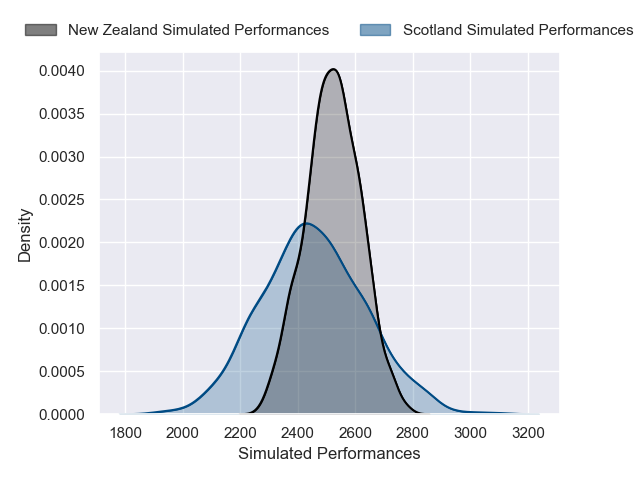 New Zealand Simulated Performances
Scotland Simulated Performances
0.0040
0.0035
0.0030
0.0025
0.0020
0.0015
0.0010
0.0005
0.0000
Density
1800 2000 2200 2400 2600 2800 3000 3200
Simulated Performances